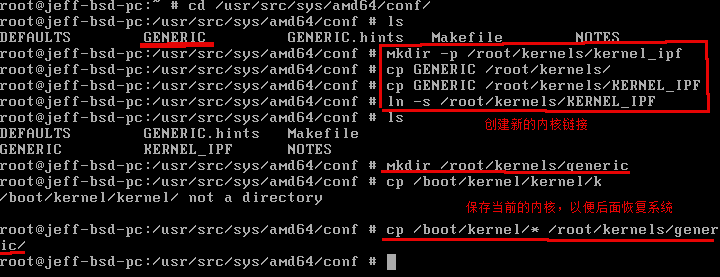 root@jeff-bsd-pc:~ # cd /usr/src/sys/amd64/conf/
root@jeff-bsd-pc:/usr/src/sys/amd64/conf # ls
DEFAULTS GENERIC GENERIC.hints Makefile NOTES
root@jeff-bsd-pc:/usr/src/sys/amd64/conf # mkdir -p /root/kernels/kernel_ipf
root@jeff-bsd-pc:/usr/src/sys/amd64/conf # cp GENERIC /root/kernels/
root@jeff-bsd-pc:/usr/src/sys/amd64/conf # cp GENERIC /root/kernels/KERNEL_IPF
root@jeff-bsd-pc:/usr/src/sys/amd64/conf # ln -s /root/kernels/KERNEL_IPF
root@jeff-bsd-pc:/usr/src/sys/amd64/conf # ls
创建新的内核链接
DEFAULTS GENERIC.hints Makefile
GENERIC KERNEL_IPF NOTES
root@jeff-bsd-pc:/usr/src/sys/amd64/conf # mkdir /root/kernels/generic
root@jeff-bsd-pc:/usr/src/sys/amd64/conf # cp /boot/kernel/kernel/k
/boot/kernel/kernel/ not a directory
保存当前的内核，以便后面恢复系统
root@jeff-bsd-pc:/usr/src/sys/amd64/conf # cp /boot/kernel/* /root/kernels/gener
ic/
root@jeff-bsd-pc:/usr/src/sys/amd64/conf #